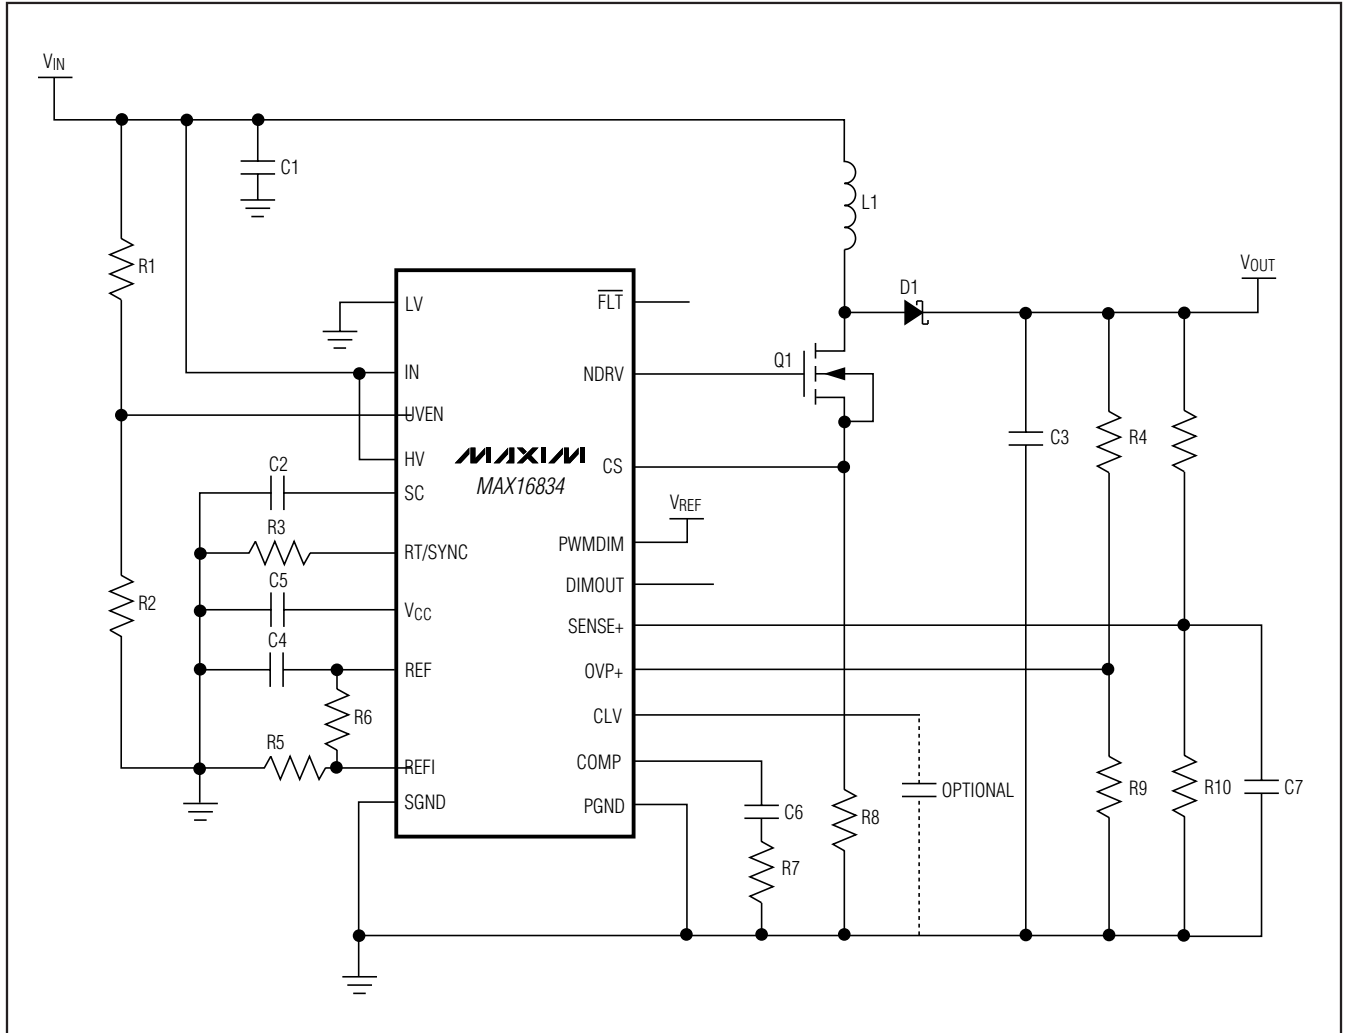 VIN
C1
L1
VOUT
D1
R1
LV
FLT
Q1
IN
NDRV
UVEN
C3
R4
MAXIM
HV
CS
C2
SC
MAX16834
VREF
R3
RT/SYNC
PWMDIM
C5
DIMOUT
R2
VCC
SENSE+
C4
REF
OVP+
R6
CLV
R5
REFI
COMP
OPTIONAL
R9
R10
C7
SGND
PGND
C6
R8
R7